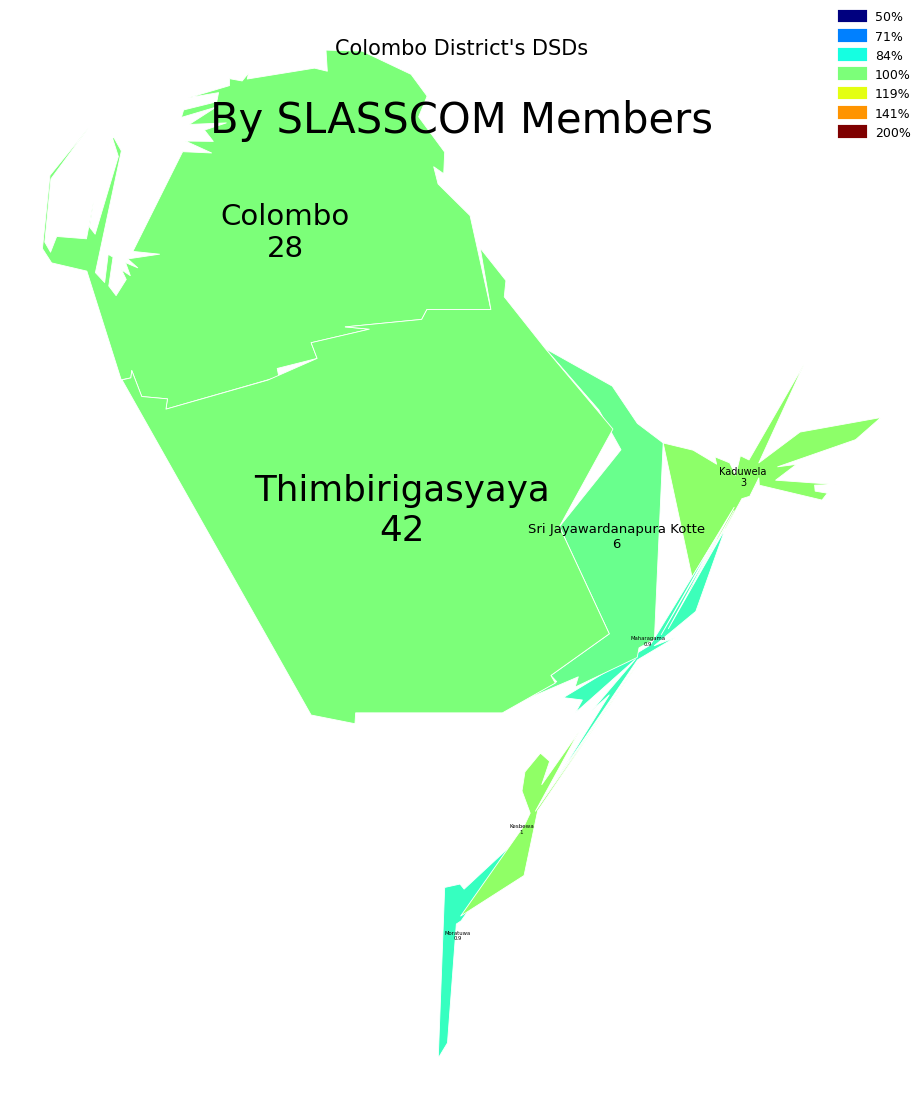 Colombo District's DSDs
By SLASSCOM Members
50%
71%
84%
100%
119%
141%
200%
Colombo
28
Thimbirigasyaya
42
Kaduwela
3
Sri Jayawardanapura Kotte
6
Maharagama
0.9
Kesbewa
1
Moratuwa
0.9